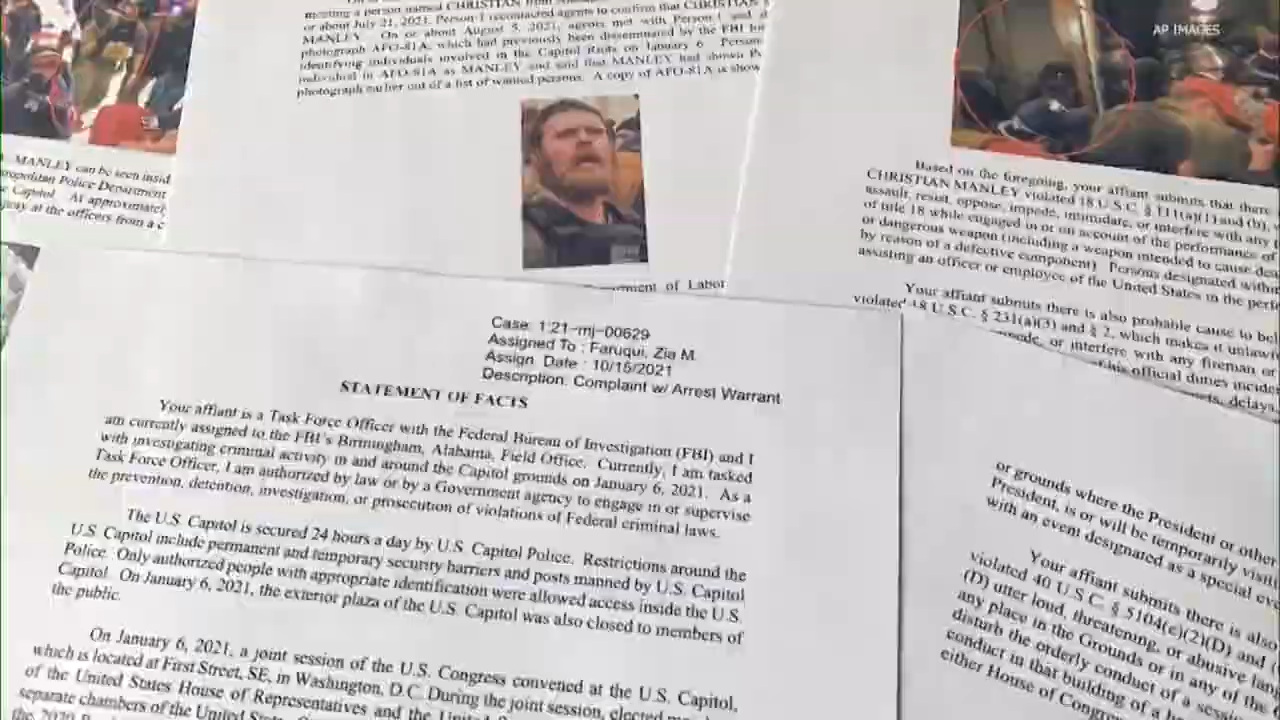 meeting a person named CHRISTIAN from
or about July 21, 2021, Person 1 recontacted agents to confirm that CHRISTIAN
MANLEY. On or about August 5, 2021, agents met with Person 1 and
photograph AFO-81A, which had previously been disseminated by the FBI
identifying individuals involved in the Capitol riots on January 6. Person
individual in AFO-81A as MANLEY and said that MANLEY had shown
photograph earlier out of a list of wanted persons. A copy of AFO-81A is show
AP IMAGES
MANLEY can be seen insid
Metropolitan Police Department
Capitol. At approximatel
at the officers from a c
Based on the foregoing, your affiant submits that there
CHRISTIAN MANLEY violated 18 U.S.C. § 111(a)(1) and (b),
assault, resist, oppose, impede, intimidate, or interfere with any
of title 18 while engaged in or on account of the performance of
or dangerous weapon (including a weapon intended to cause
by reason of a defective component). Persons designated within
assisting an officer or employee of the United States in the
Your affiant submits there is also probable cause to
violated 18 U.S.C. § 231(a)(3) and § 2, which makes it
or interfere with any fireman or
his official duties
delays,
of Labor
Case: 1:21-mj-00629
Assigned To : Faruqui, Zia M.
Assign. Date : 10/15/2021
Description: Complaint w/ Arrest Warrant
STATEMENT OF FACTS
Your affiant is a Task Force Officer with the Federal Bureau of Investigation (FBI) and I
am currently assigned to the FBI's Birmingham, Alabama, Field Office. Currently, I am tasked
with investigating criminal activity in and around the Capitol grounds on January 6, 2021. As a
Task Force Officer, I am authorized by law or by a Government agency to engage in or supervise
the prevention, detention, investigation, or prosecution of violations of Federal criminal laws.
The U.S. Capitol is secured 24 hours a day by U.S. Capitol Police. Restrictions around the
U.S. Capitol include permanent and temporary security barriers and posts manned by U.S. Capitol
Police. Only authorized people with appropriate identification were allowed access inside the U.S.
Capitol. On January 6, 2021, the exterior plaza of the U.S. Capitol was also closed to members of
the public.
On January 6, 2021, a joint session of the U.S. Congress convened at the U.S. Capitol,
which is located at First Street, SE, in Washington, D.C. During the joint session, elected
of the United States House of Representatives and the
separate chambers of the United
the 2020
or grounds where the President or other
President, is or will be temporarily
with an event designated as a special
Your affiant submits there is also
violated 40 U.S.C. § 5104(e)(2)(D) and
(D) utter loud, threatening, or abusive
any place in the Grounds or in any of the
disturb the orderly conduct of a
conduct in that building of a
either House of